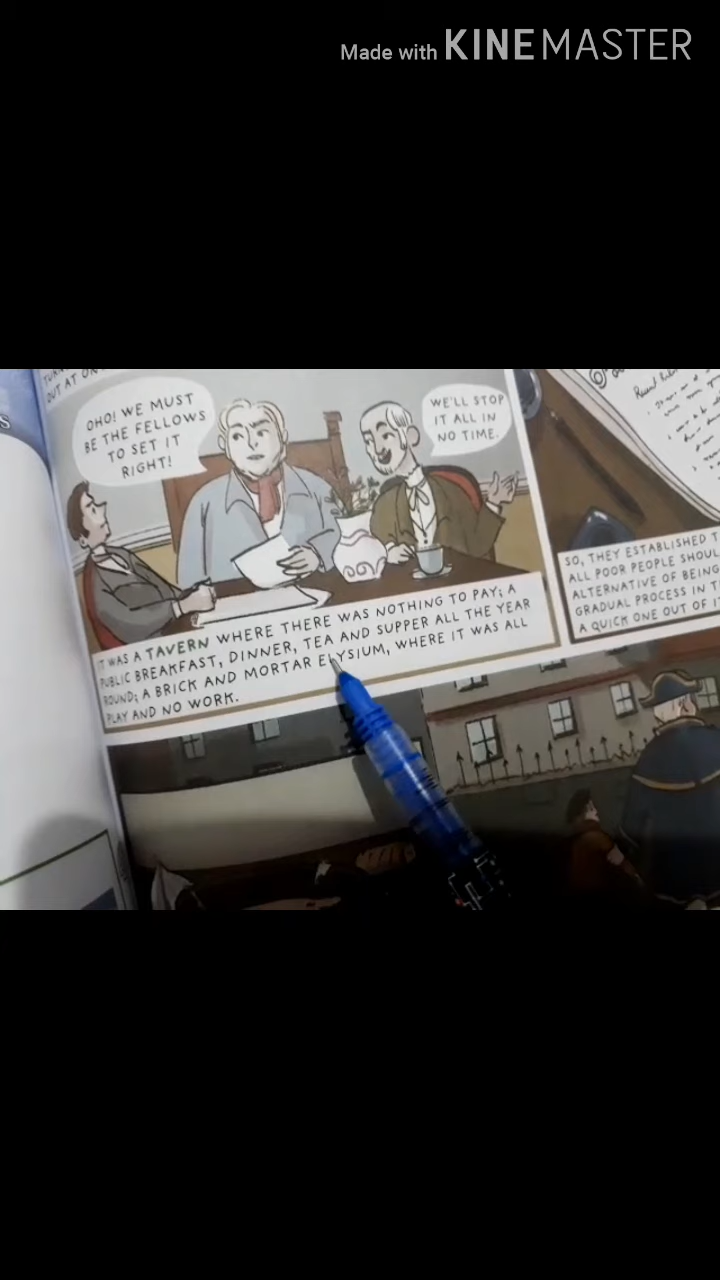 Made with KINEMASTER
OUT AT ON
OHO! WE MUST
BE THE FELLOWS
TO SET IT
RIGHT!
WE'LL STOP
IT ALL IN
NO TIME.
IT WAS A TAVERN WHERE THERE WAS NOTHING TO PAY; A
PUBLIC BREAKFAST, DINNER, TEA AND SUPPER ALL THE YEAR
ROUND; A BRICK AND MORTAR ELYSIUM, WHERE IT WAS ALL
PLAY AND NO WORK.
SO, THEY ESTABLISHED T
ALL POOR PEOPLE SHOUL
ALTERNATIVE OF BEING
GRADUAL PROCESS IN T
A QUICK ONE OUT OF I